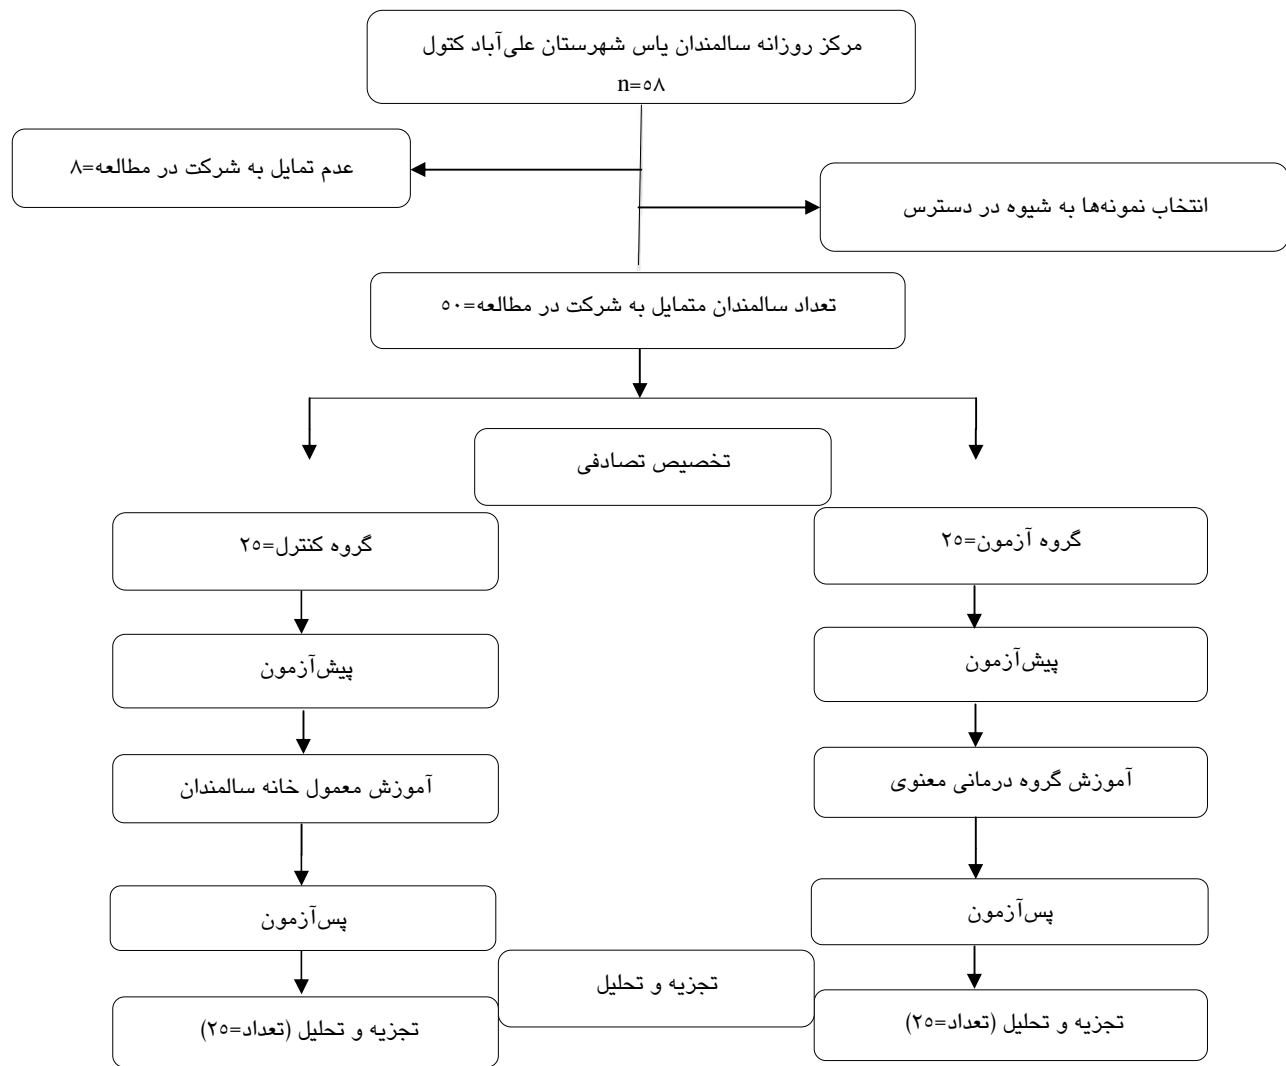 مرکز روزانه سالمندان یاس شهرستان علی‌آباد کتول
n=۵۸
عدم تمایل به شرکت در مطالعه=۸
انتخاب نمونه‌ها به شیوه در دسترس
تعداد سالمندان متمایل به شرکت در مطالعه=۵۰
تخصیص تصادفی
گروه آزمون=۲۵
گروه کنترل=۲۵
پیش‌آزمون
پیش‌آزمون
آموزش گروه درمانی معنوی
آموزش معمول خانه سالمندان
پس‌آزمون
پس‌آزمون
تجزیه و تحلیل
تجزیه و تحلیل (تعداد=۲۵)
تجزیه و تحلیل (تعداد=۲۵)